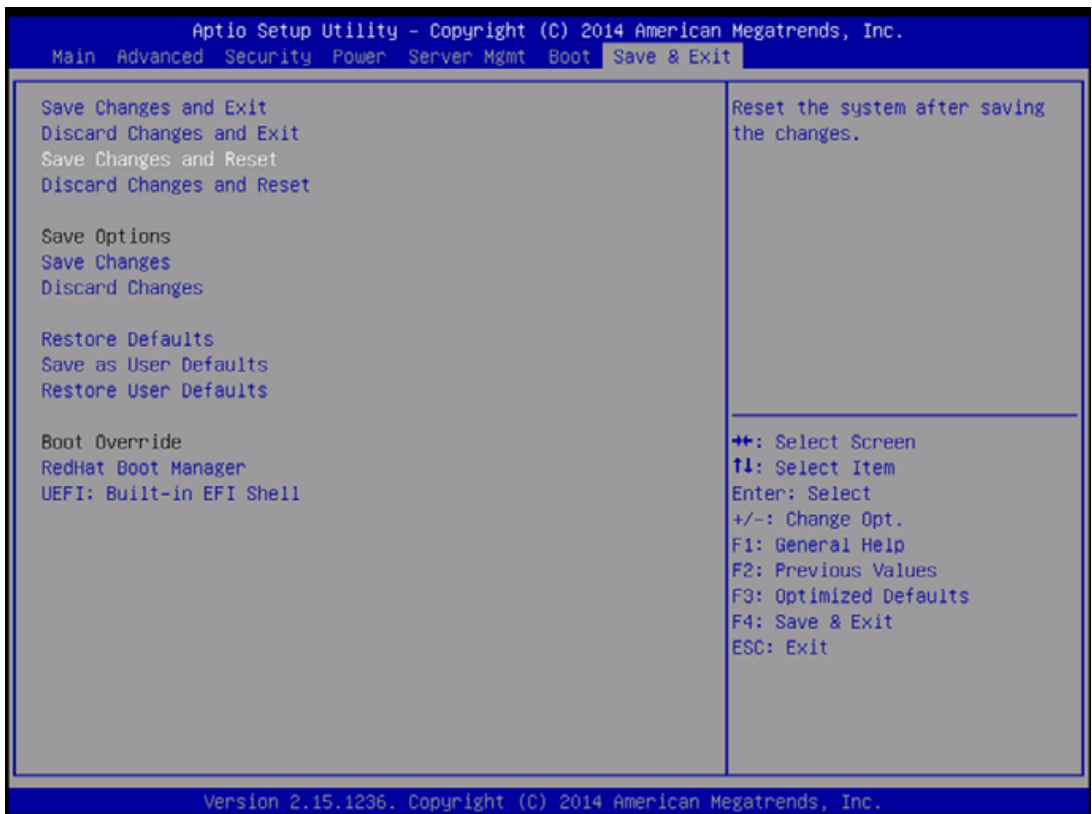 Aptio Setup Utility – Copyright (C) 2014 American Megatrends, Inc.
Main Advanced Security Power Server Mgmt Boot Save & Exit
Save Changes and Exit
Discard Changes and Exit
Save Changes and Reset
Discard Changes and Reset
Save Options
Save Changes
Discard Changes
Restore Defaults
Save as User Defaults
Restore User Defaults
Boot Override
RedHat Boot Manager
UEFI: Built-in EFI Shell
Reset the system after saving
the changes.
→←: Select Screen
↑↓: Select Item
Enter: Select
+/-: Change Opt.
F1: General Help
F2: Previous Values
F3: Optimized Defaults
F4: Save & Exit
ESC: Exit
Version 2.15.1236. Copyright (C) 2014 American Megatrends, Inc.